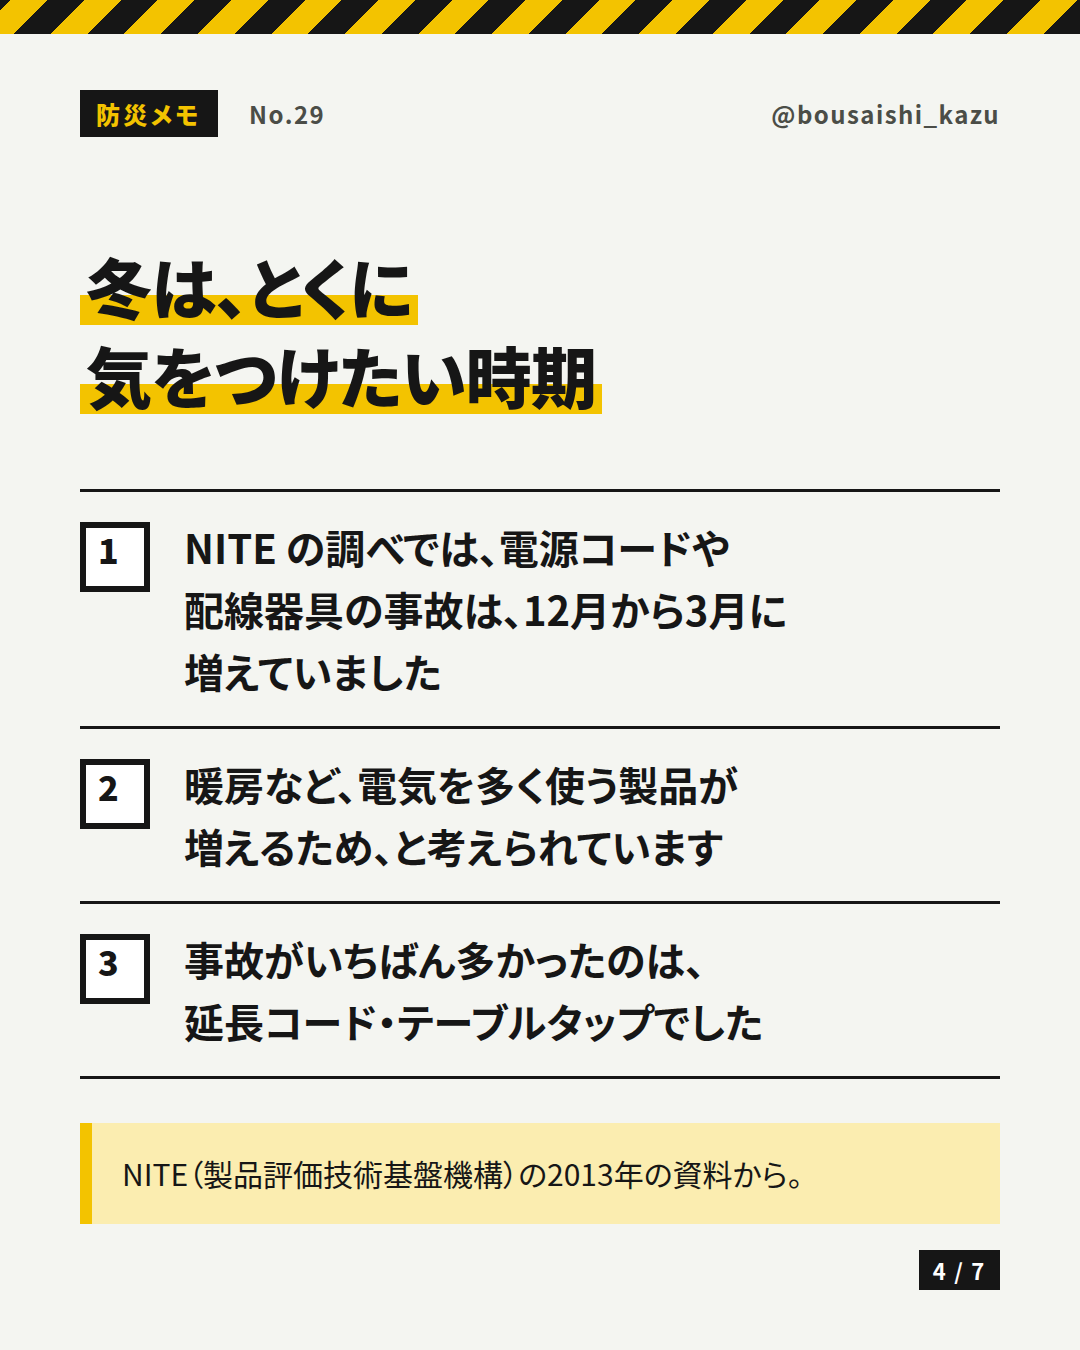 防災メモ No.29 @bousaishi_kazu
冬は、とくに
気をつけたい時期
1 NITE の調べでは、電源コードや
配線器具の事故は、12月から3月に
増えていました
2 暖房など、電気を多く使う製品が
増えるため、と考えられています
3 事故がいちばん多かったのは、
延長コード・テーブルタップでした
NITE（製品評価技術基盤機構）の2013年の資料から。
4 / 7